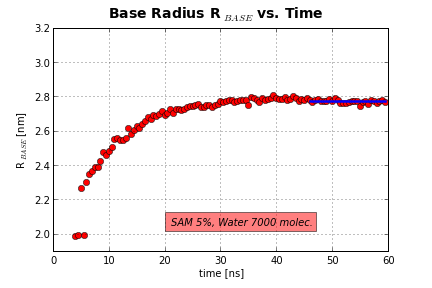 Base Radius R BASE vs. Time
3.2
3.0
2.8
2.6
2.4
2.2
2.0
R BASE [nm]
SAM 5%, Water 7000 molec.
0 10 20 30 40 50 60
time [ns]